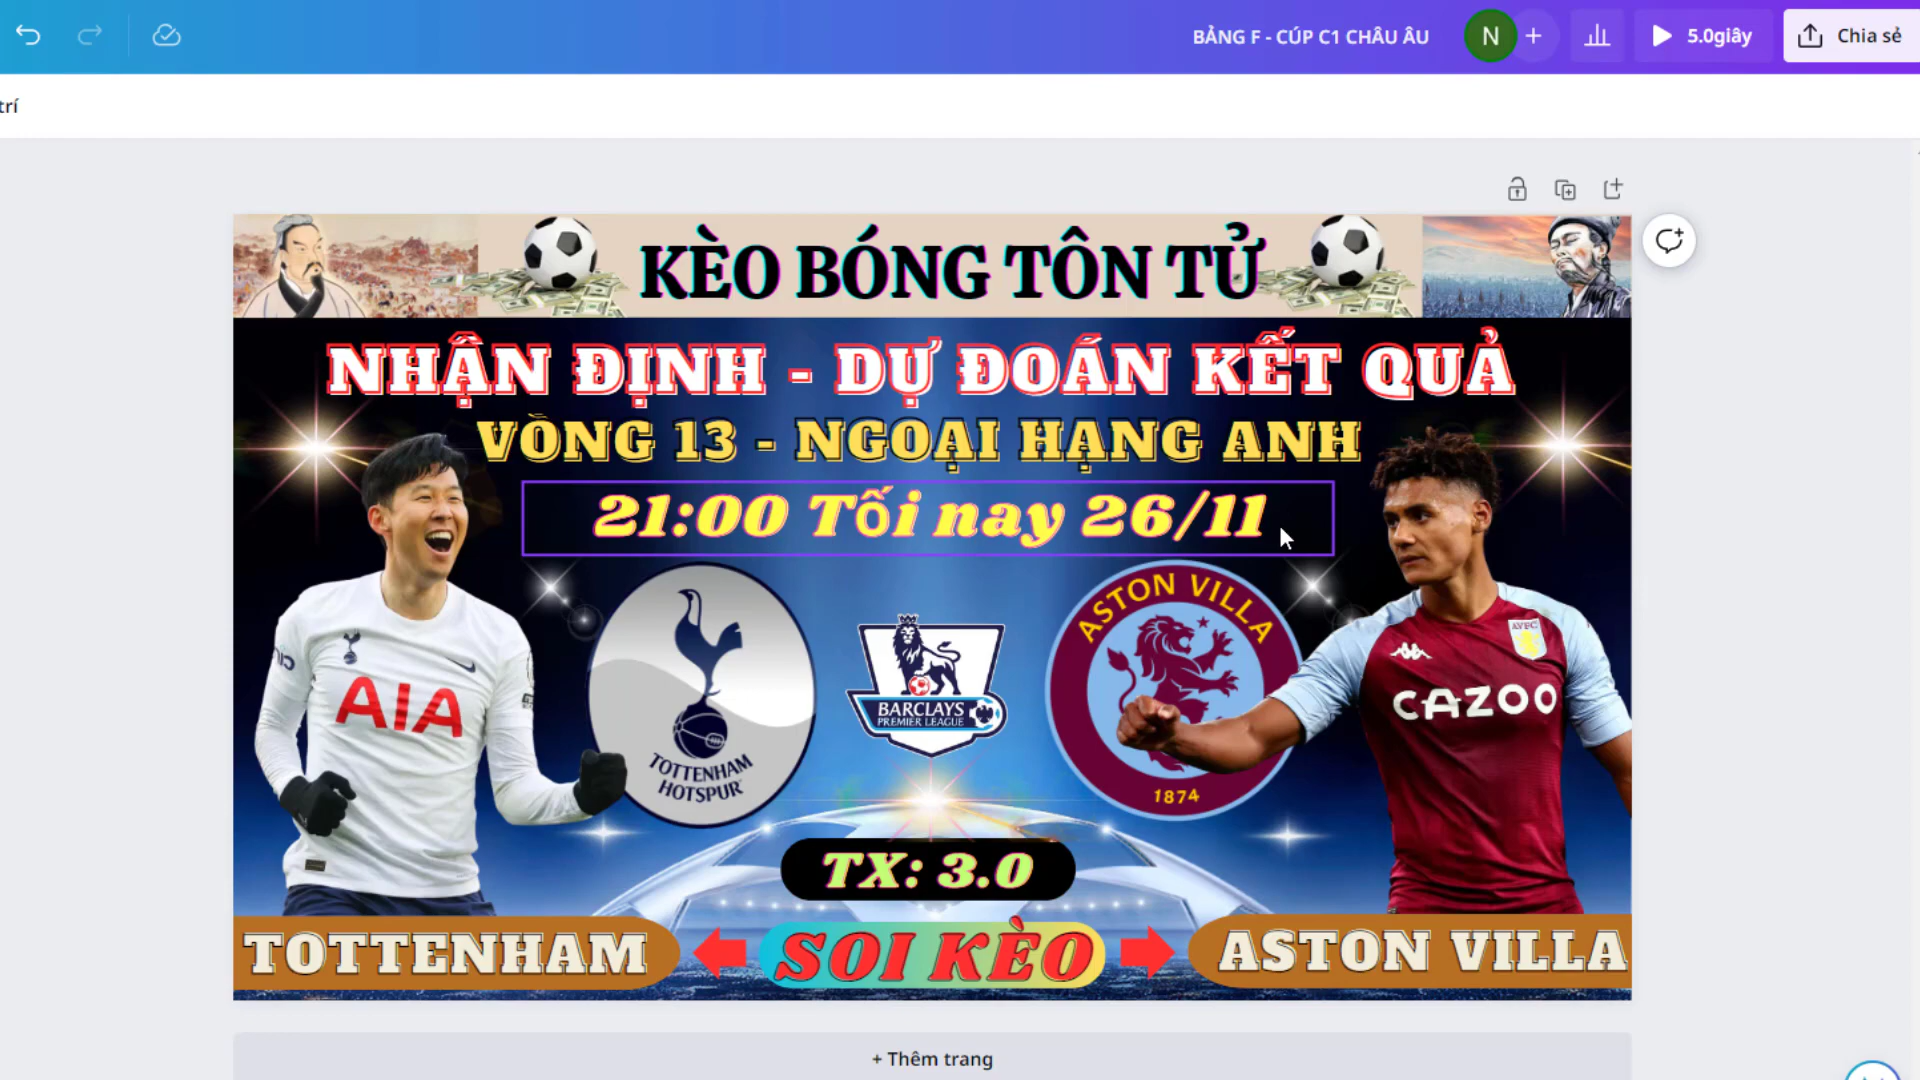 BẢNG F - CÚP C1 CHÂU ÂU
N
5.0giây
Chia sẻ
trí
KÈO BÓNG TÔN TỬ
NHẬN ĐỊNH - DỰ ĐOÁN KẾT QUẢ
VÒNG 13 - NGOẠI HẠNG ANH
21:00 Tối nay 26/11
ASTON VILLA
AVFC
BARCLAYS
PREMIER LEAGUE
CAZOO
AIA
TOTTENHAM
HOTSPUR
1874
TX: 3.0
TOTTENHAM
SOI KÈO
ASTON VILLA
+ Thêm trang